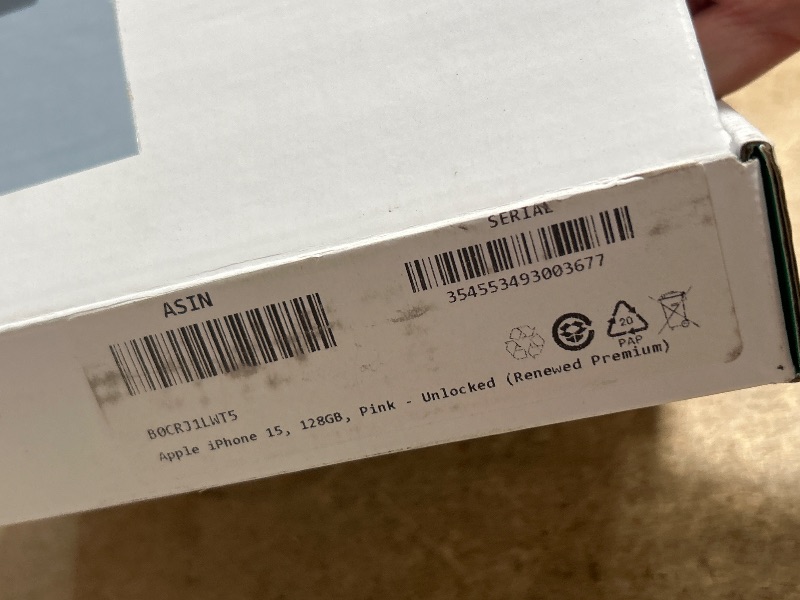 SERIAL
354553493003677
ASIN
B0CRJ1LWT5
20
PAP
Apple iPhone 15, 128GB, Pink - Unlocked (Renewed Premium)